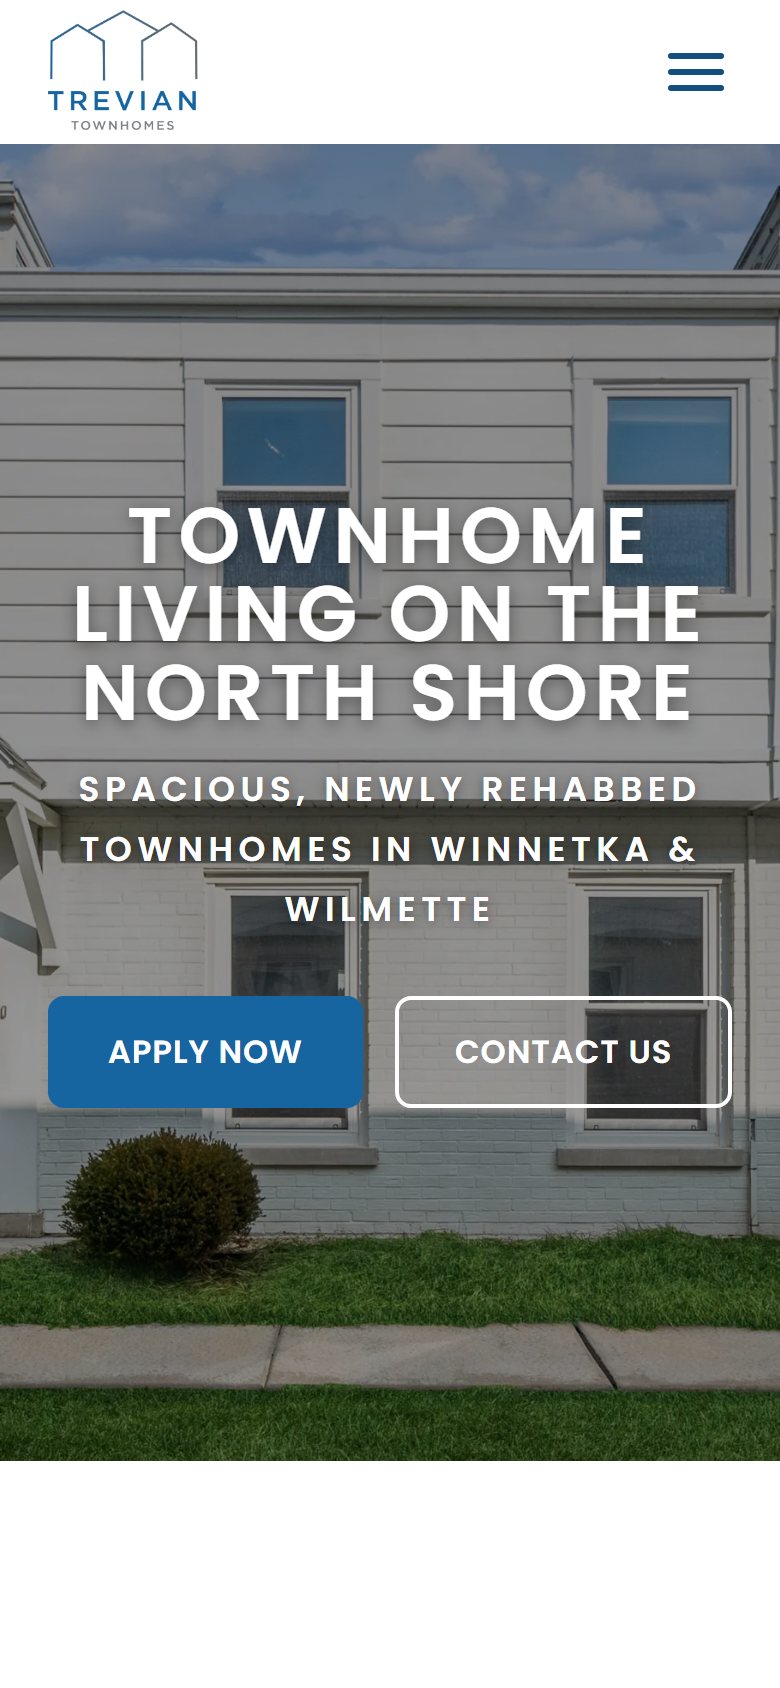 TREVIAN
TOWNHOMES
TOWNHOME
LIVING ON THE
NORTH SHORE
SPACIOUS, NEWLY REHABBED
TOWNHOMES IN WINNETKA &
WILMETTE
APPLY NOW
CONTACT US